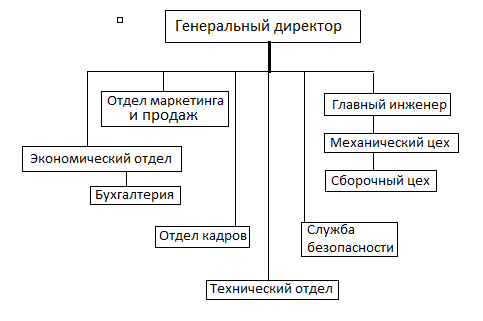 Генеральный директор
Отдел маркетинга
и продаж
Главный инженер
Механический цех
Экономический отдел
Сборочный цех
Бухгалтерия
Отдел кадров
Служба
безопасности
Технический отдел